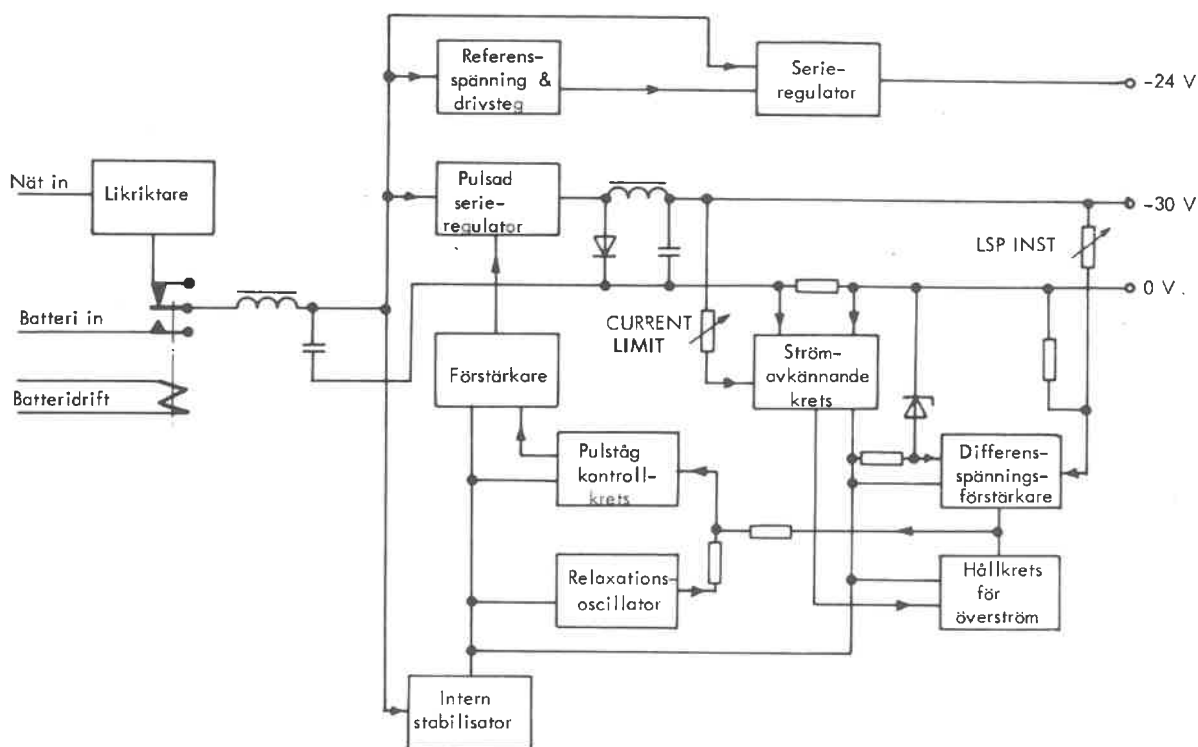 Referens-
spänning &
drivsteg
Serie-
regulator
-24 V
Nät in
Likriktare
Pulsad
serie-
regulator
-30 V
LSP INST
0 V.
Batteri in
CURRENT
LIMIT
Förstärkare
Ström-
avkännande
krets
Batteridrift
Pulståg
kontroll-
krets
Differens-
spännings-
förstärkare
Relaxations-
oscillator
Hållkrets
för
överström
Intern
stabilisator